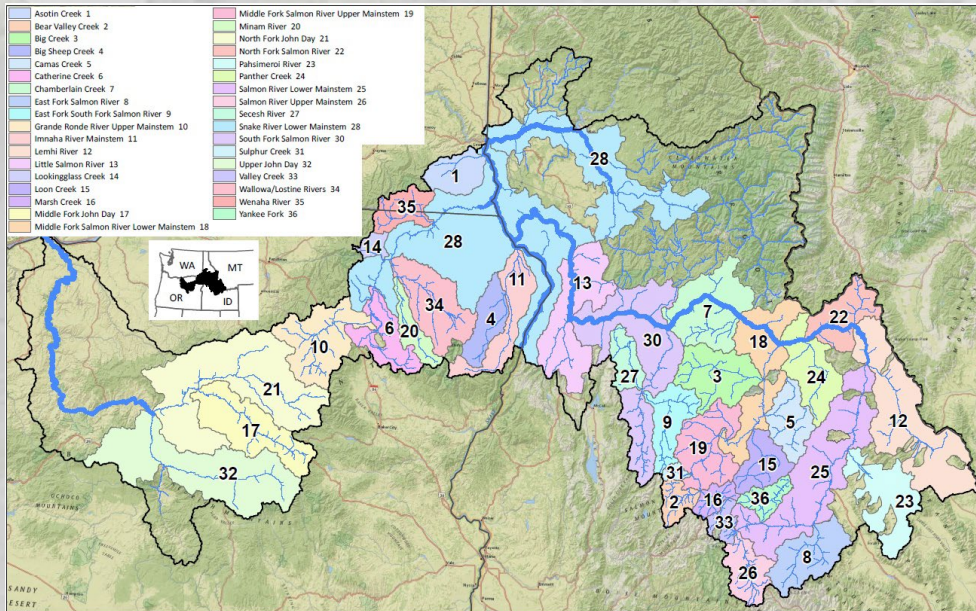 Asotin Creek 1
Bear Valley Creek 2
Big Creek 3
Big Sheep Creek 4
Camas Creek 5
Catherine Creek 6
Chamberlain Creek 7
East Fork Salmon River 8
East Fork South Fork Salmon River 9
Grande Ronde River Upper Mainstem 10
Imnaha River Mainstem 11
Lemhi River 12
Little Salmon River 13
Lookingglass Creek 14
Loon Creek 15
Marsh Creek 16
Middle Fork John Day 17
Middle Fork Salmon River Lower Mainstem 18
Middle Fork Salmon River Upper Mainstem 19
Minam River 20
North Fork John Day 21
North Fork Salmon River 22
Pahsimeroi River 23
Panther Creek 24
Salmon River Lower Mainstem 25
Salmon River Upper Mainstem 26
Secesh River 27
Snake River Lower Mainstem 28
South Fork Salmon River 30
Sulphur Creek 31
Upper John Day 32
Valley Creek 33
Wallowa/Lostine Rivers 34
Wenaha River 35
Yankee Fork 36
WA
MT
OR
ID
28
1
35
14
28
11
13
34
4
6
20
10
21
17
32
7
22
18
30
3
24
27
5
12
9
19
15
25
31
2
16
36
23
33
8
26
OCHOCO
MOUNTAINS
SANDY
ESERT